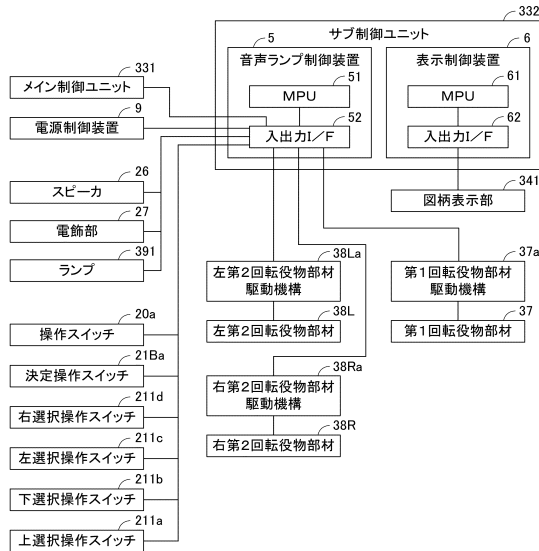 332
サブ制御ユニット
5
音声ランプ制御装置
51
MPU
52
入出力I/F
6
表示制御装置
61
MPU
62
入出力I/F
341
図柄表示部
331
メイン制御ユニット
9
電源制御装置
26
スピーカ
27
電飾部
391
ランプ
20a
操作スイッチ
21Ba
決定操作スイッチ
211d
右選択操作スイッチ
211c
左選択操作スイッチ
211b
下選択操作スイッチ
211a
上選択操作スイッチ
38La
左第2回転役物部材
駆動機構
38L
左第2回転役物部材
38Ra
右第2回転役物部材
駆動機構
38R
右第2回転役物部材
37a
第1回転役物部材
駆動機構
37
第1回転役物部材